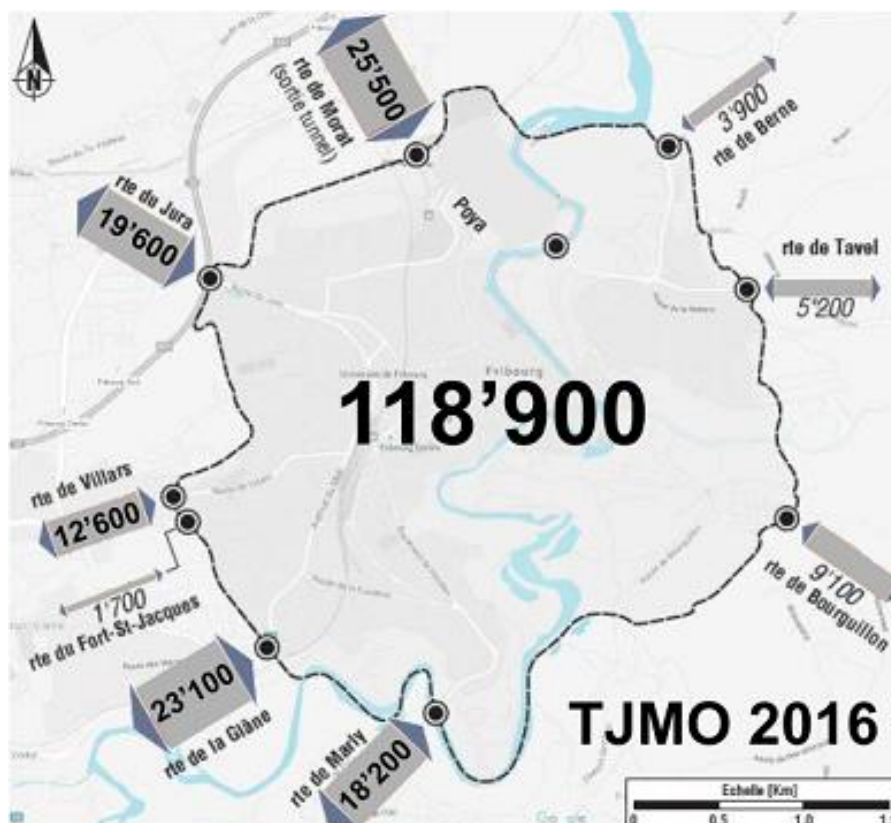 N
25'500
rte de Morat
(sortie tunnel)
3'900
rte de Berne
rte du Jura
19'600
Poya
rte de Tavel
5'200
Fribourg
118'900
rte de Villars
12'600
1'700
rte du Fort-St-Jacques
9'100
rte de Bourguillon
23'100
rte de la Glâne
rte de Marly
18'200
TJMO 2016
Echelle [Km]
0 0.5 1.0 1